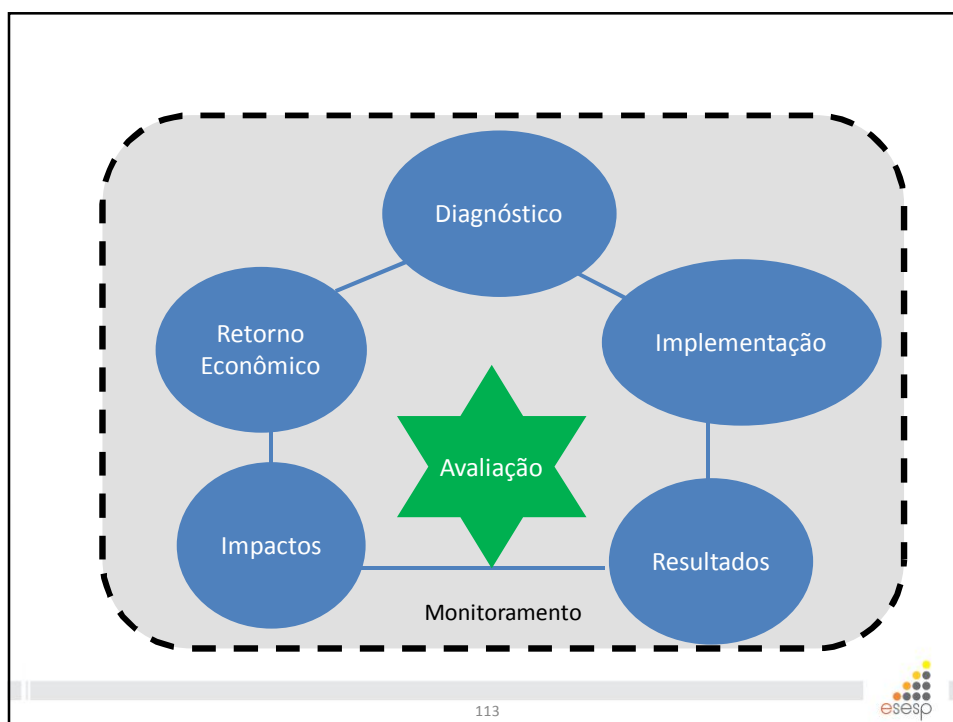 Diagnóstico
Retorno
Econômico
Implementação
Avaliação
Impactos
Resultados
Monitoramento
113
esesp